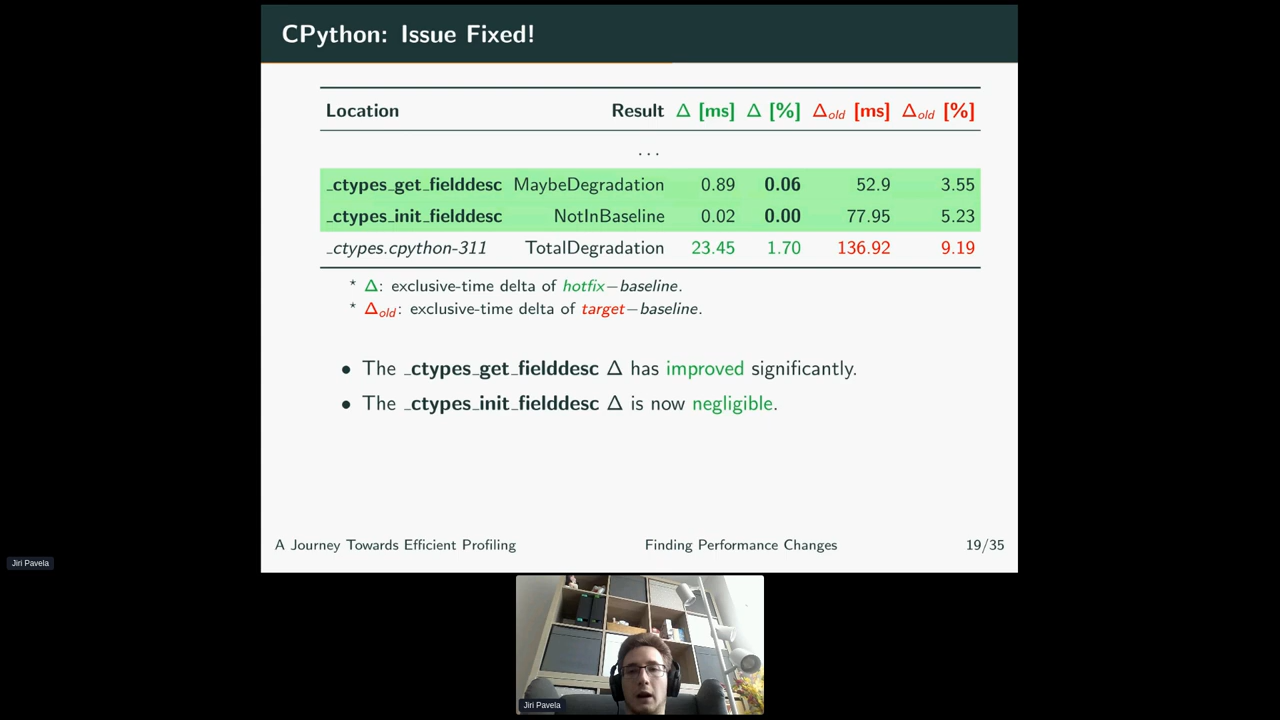 CPython: Issue Fixed!
Location Result Δ [ms] Δ [%] Δold [ms] Δold [%]
...
_ctypes_get_fielddesc MaybeDegradation 0.89 0.06 52.9 3.55
_ctypes_init_fielddesc NotInBaseline 0.02 0.00 77.95 5.23
_ctypes.cpython-311 TotalDegradation 23.45 1.70 136.92 9.19
* Δ: exclusive-time delta of hotfix−baseline.
* Δold: exclusive-time delta of target−baseline.
• The _ctypes_get_fielddesc Δ has improved significantly.
• The _ctypes_init_fielddesc Δ is now negligible.
A Journey Towards Efficient Profiling Finding Performance Changes 19/35
Jiri Pavela
Jiri Pavela